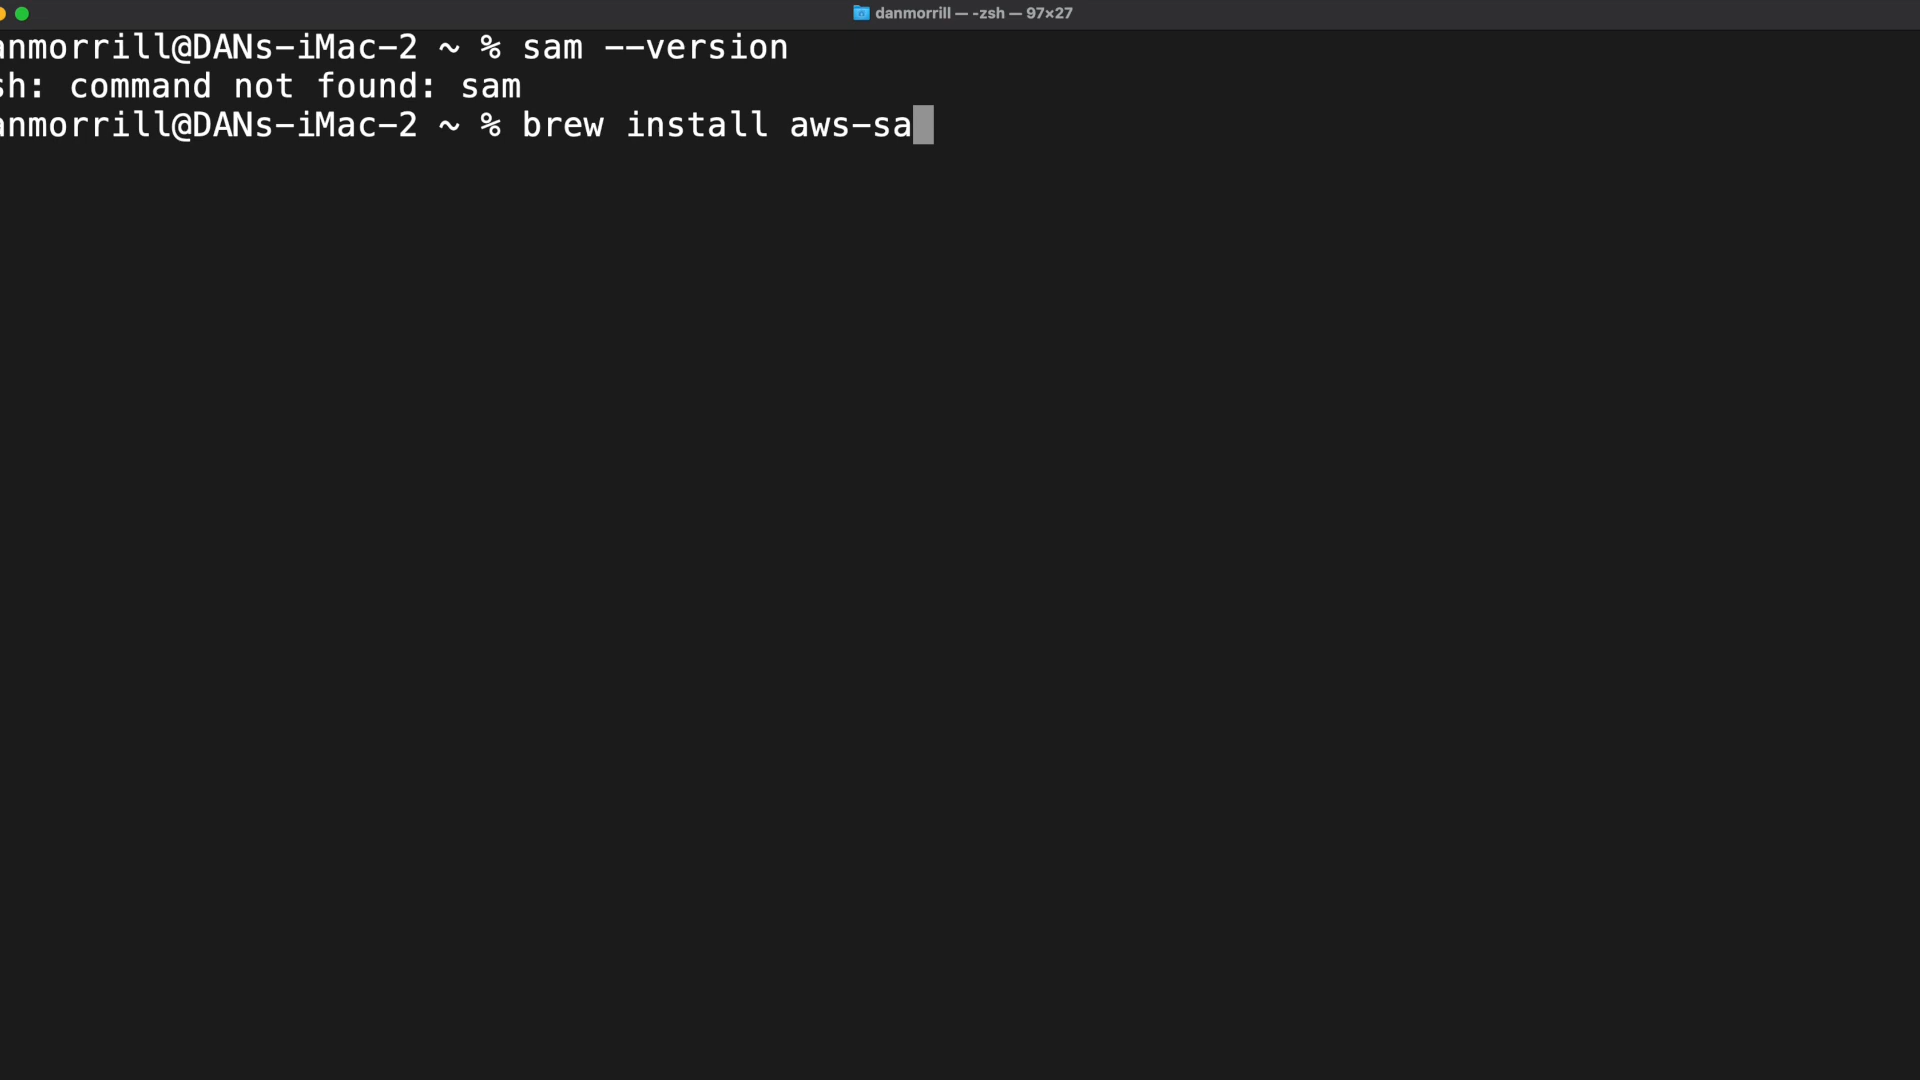 danmorrill — -zsh — 97×27
anmorrill@DANs-iMac-2 ~ % sam --version
sh: command not found: sam
anmorrill@DANs-iMac-2 ~ % brew install aws-sa